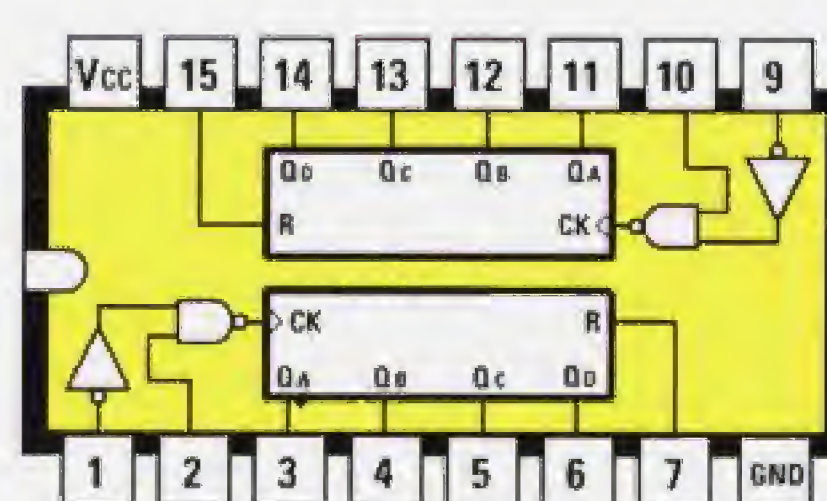 Vcc 15 14 13 12 11 10 9
QD QC QB QA
R CK
CK R
QA QB QC QD
1 2 3 4 5 6 7 GND